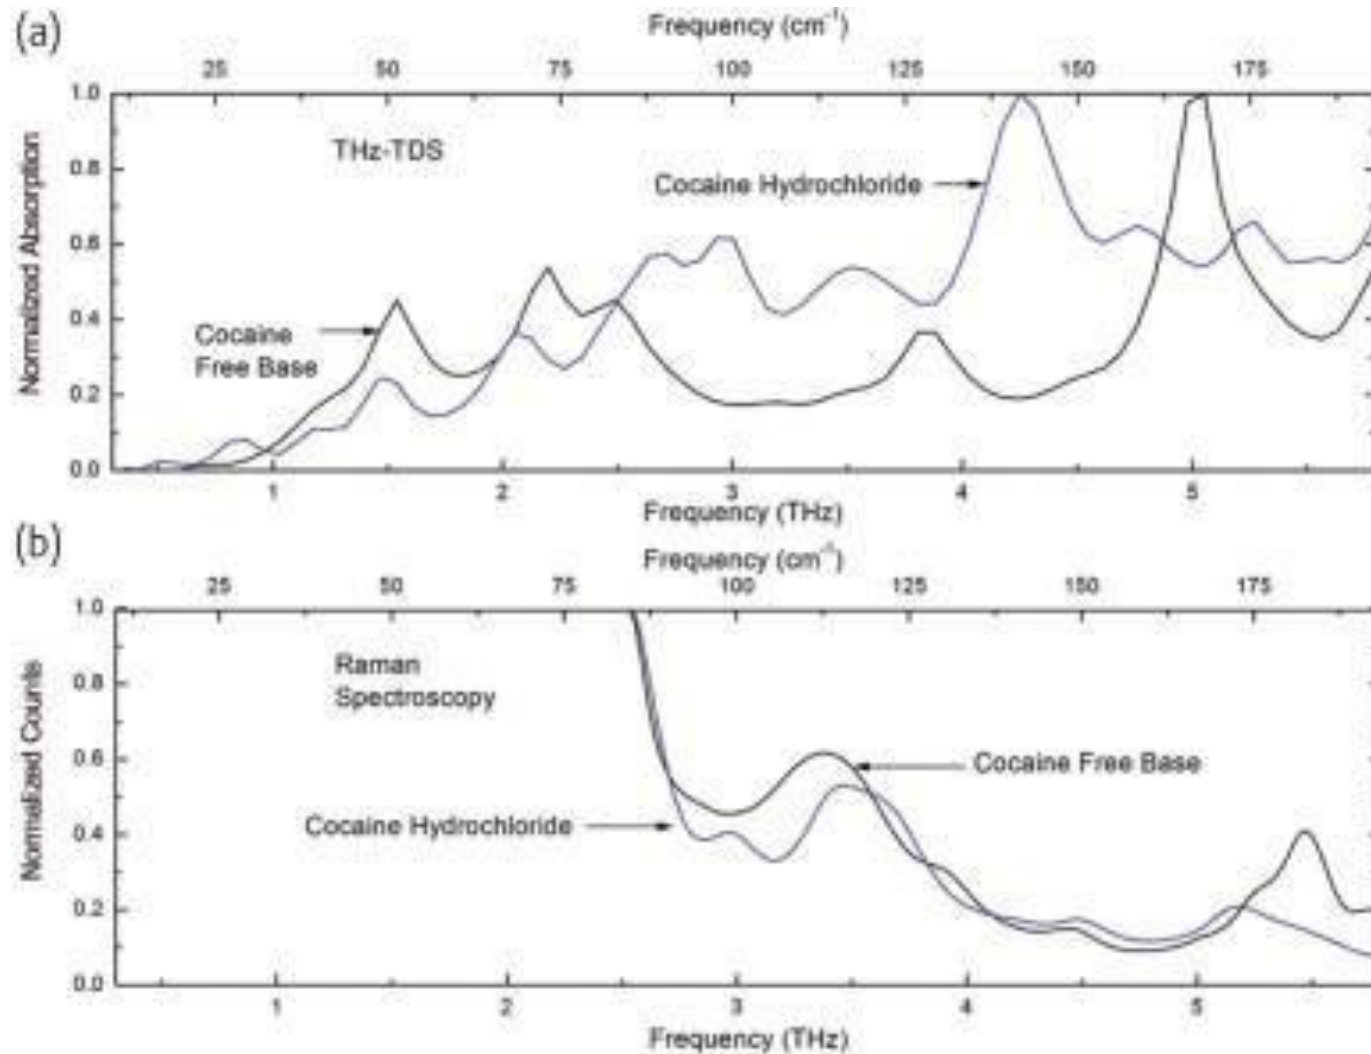 (a)
Frequency (cm⁻¹)
25 50 75 100 125 150 175
1.0
0.8
0.6
0.4
0.2
0.0
Normalized Absorption
THz-TDS
Cocaine Hydrochloride
Cocaine
Free Base
1 2 3 4 5
Frequency (THz)
(b)
Frequency (cm⁻¹)
25 50 75 100 125 150 175
1.0
0.8
0.6
0.4
0.2
0.0
Normalized Counts
Raman
Spectroscopy
Cocaine Free Base
Cocaine Hydrochloride
1 2 3 4 5
Frequency (THz)